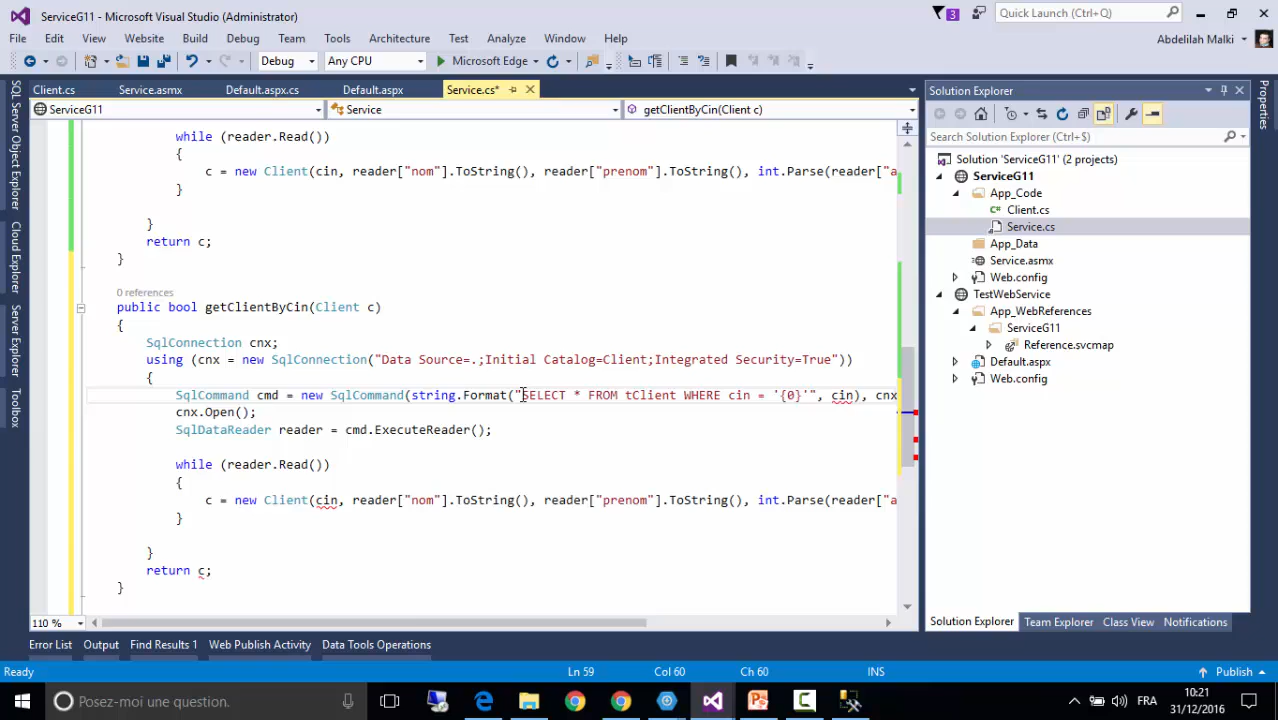 ServiceG11 - Microsoft Visual Studio (Administrator)
3
Quick Launch (Ctrl+Q)
File Edit View Website Build Debug Team Tools Architecture Test Analyze Window Help
Abdelilah Malki
Debug Any CPU Microsoft Edge
SQL Server Object Explorer
Cloud Explorer
Server Explorer
Toolbox
Client.cs Service.asmx Default.aspx.cs Default.aspx Service.cs*
ServiceG11 Service getClientByCin(Client c)
while (reader.Read())
{
c = new Client(cin, reader["nom"].ToString(), reader["prenom"].ToString(), int.Parse(reader["a
}
}
return c;
}
0 references
public bool getClientByCin(Client c)
{
SqlConnection cnx;
using (cnx = new SqlConnection("Data Source=.;Initial Catalog=Client;Integrated Security=True"))
{
SqlCommand cmd = new SqlCommand(string.Format("SELECT * FROM tClient WHERE cin = '{0}'", cin), cnx
cnx.Open();
SqlDataReader reader = cmd.ExecuteReader();
while (reader.Read())
{
c = new Client(cin, reader["nom"].ToString(), reader["prenom"].ToString(), int.Parse(reader["a
}
}
return c;
}
110 %
Solution Explorer
Search Solution Explorer (Ctrl+$)
Solution 'ServiceG11' (2 projects)
ServiceG11
App_Code
Client.cs
Service.cs
App_Data
Service.asmx
Web.config
TestWebService
App_WebReferences
ServiceG11
Reference.svcmap
Default.aspx
Web.config
Solution Explorer Team Explorer Class View Notifications
Properties
Error List Output Find Results 1 Web Publish Activity Data Tools Operations
Ready Ln 59 Col 60 Ch 60 INS Publish
Posez-moi une question.
FRA
10:21
31/12/2016